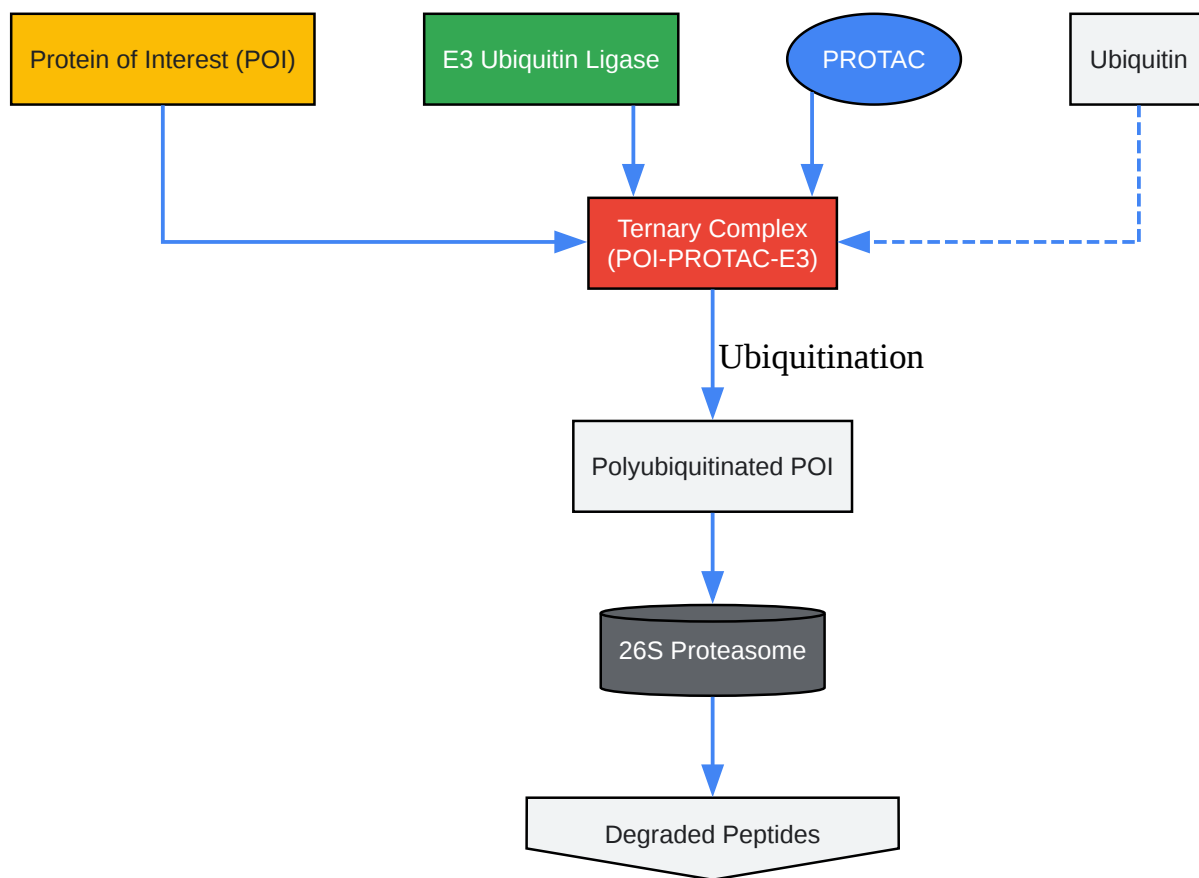 Protein of Interest (POI)
E3 Ubiquitin Ligase
PROTAC
Ubiquitin
Ternary Complex
(POI-PROTAC-E3)
Ubiquitination
Polyubiquitinated POI
26S Proteasome
Degraded Peptides